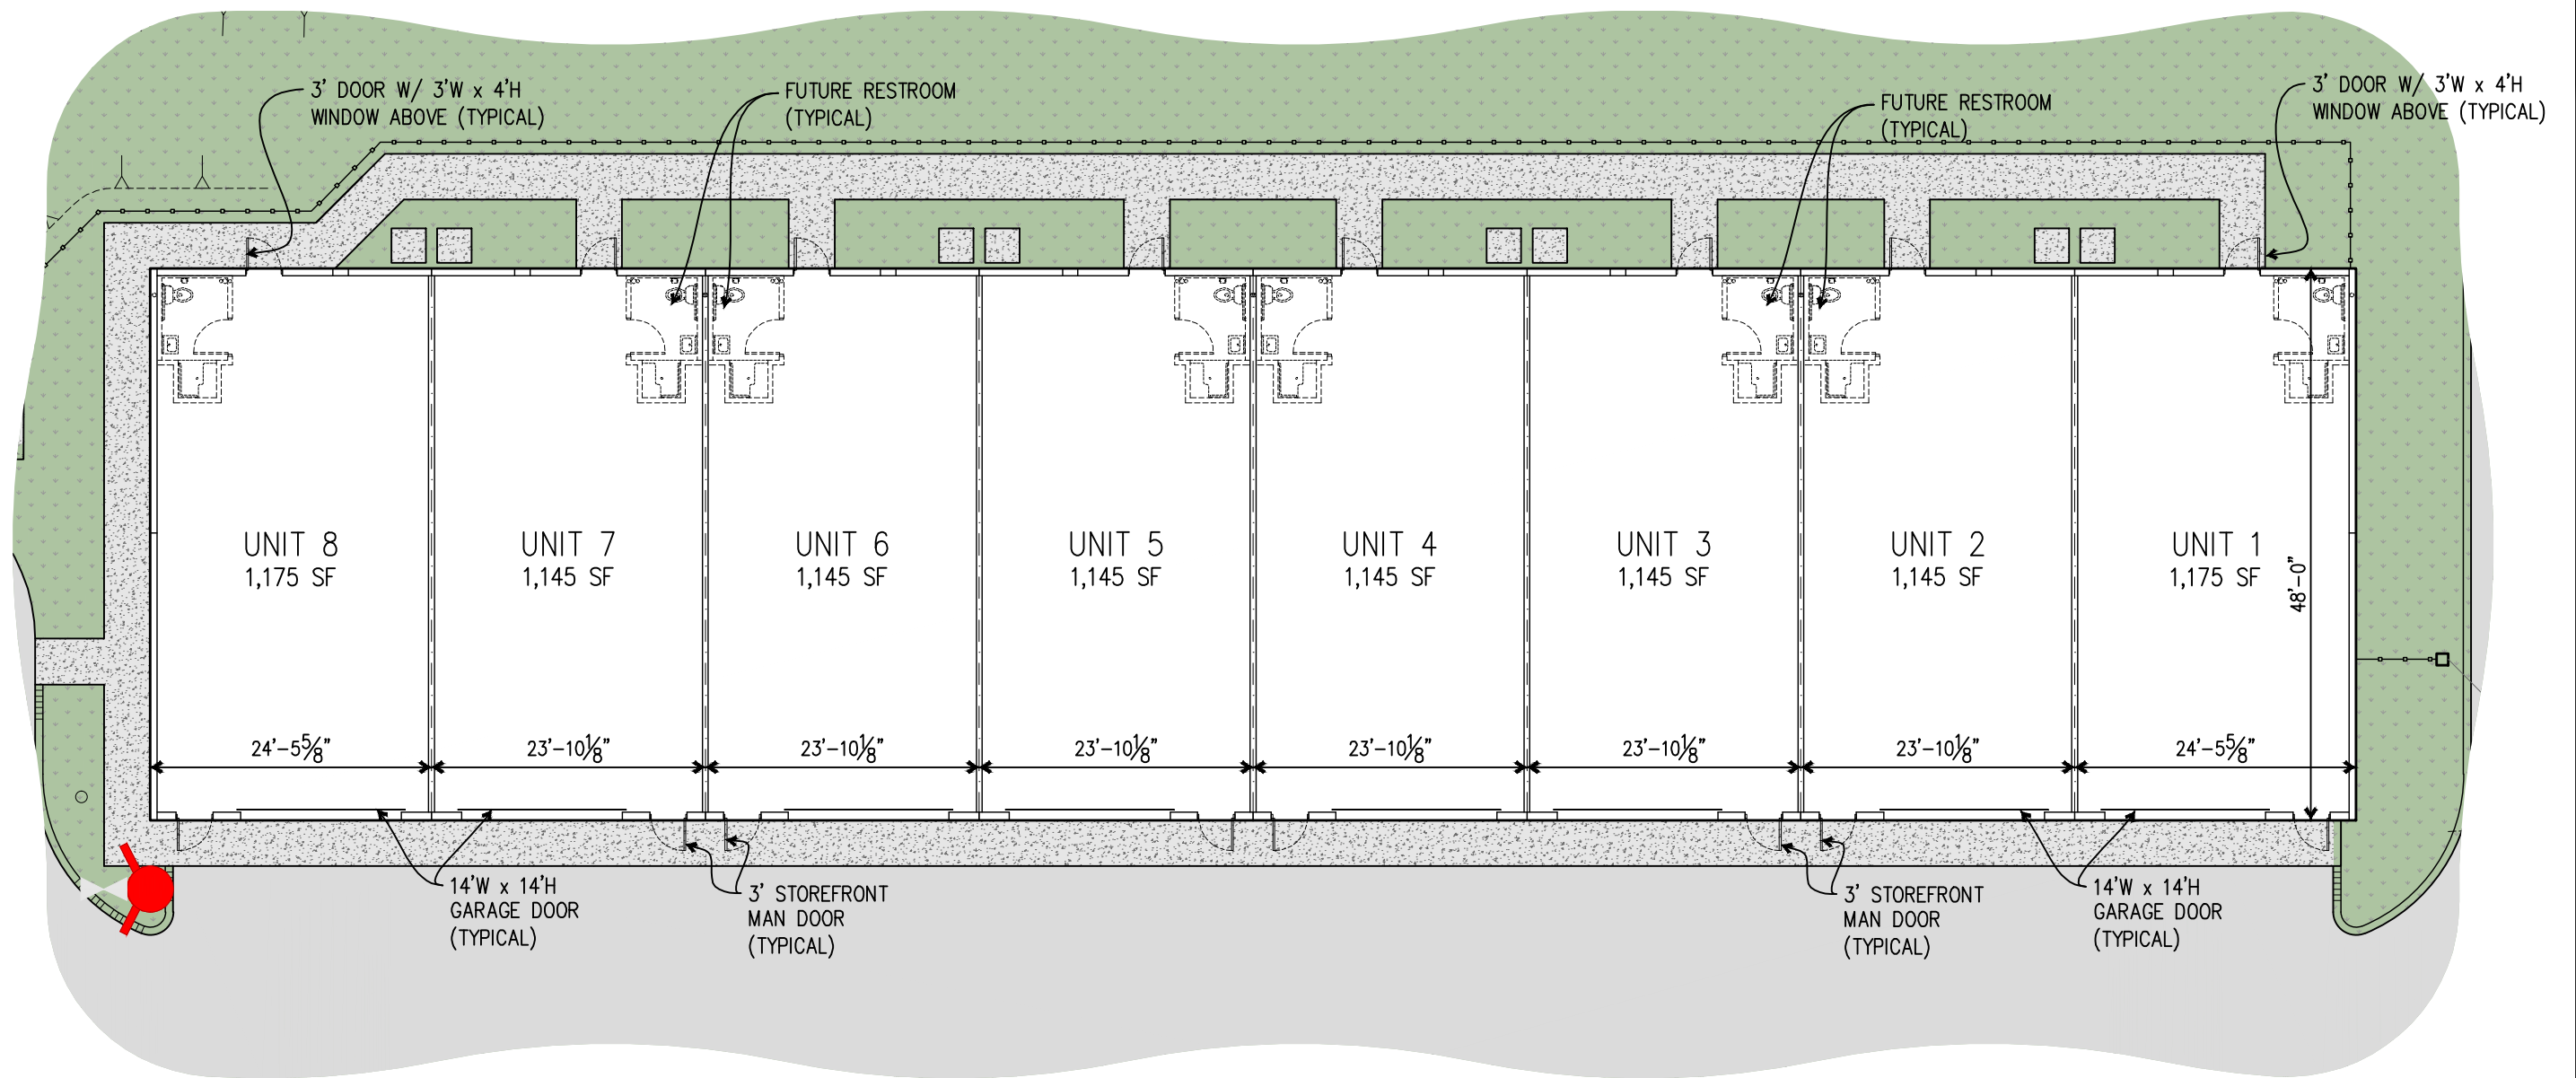 3' DOOR W/ 3'W x 4'H
WINDOW ABOVE (TYPICAL)
FUTURE RESTROOM
(TYPICAL)
FUTURE RESTROOM
(TYPICAL)
3' DOOR W/ 3'W x 4'H
WINDOW ABOVE (TYPICAL)
UNIT 8
1,175 SF
UNIT 7
1,145 SF
UNIT 6
1,145 SF
UNIT 5
1,145 SF
UNIT 4
1,145 SF
UNIT 3
1,145 SF
UNIT 2
1,145 SF
UNIT 1
1,175 SF
48'-0"
24'-5⅝"
23'-10⅛"
23'-10⅛"
23'-10⅛"
23'-10⅛"
23'-10⅛"
23'-10⅛"
24'-5⅝"
14'W x 14'H
GARAGE DOOR
(TYPICAL)
3' STOREFRONT
MAN DOOR
(TYPICAL)
3' STOREFRONT
MAN DOOR
(TYPICAL)
14'W x 14'H
GARAGE DOOR
(TYPICAL)